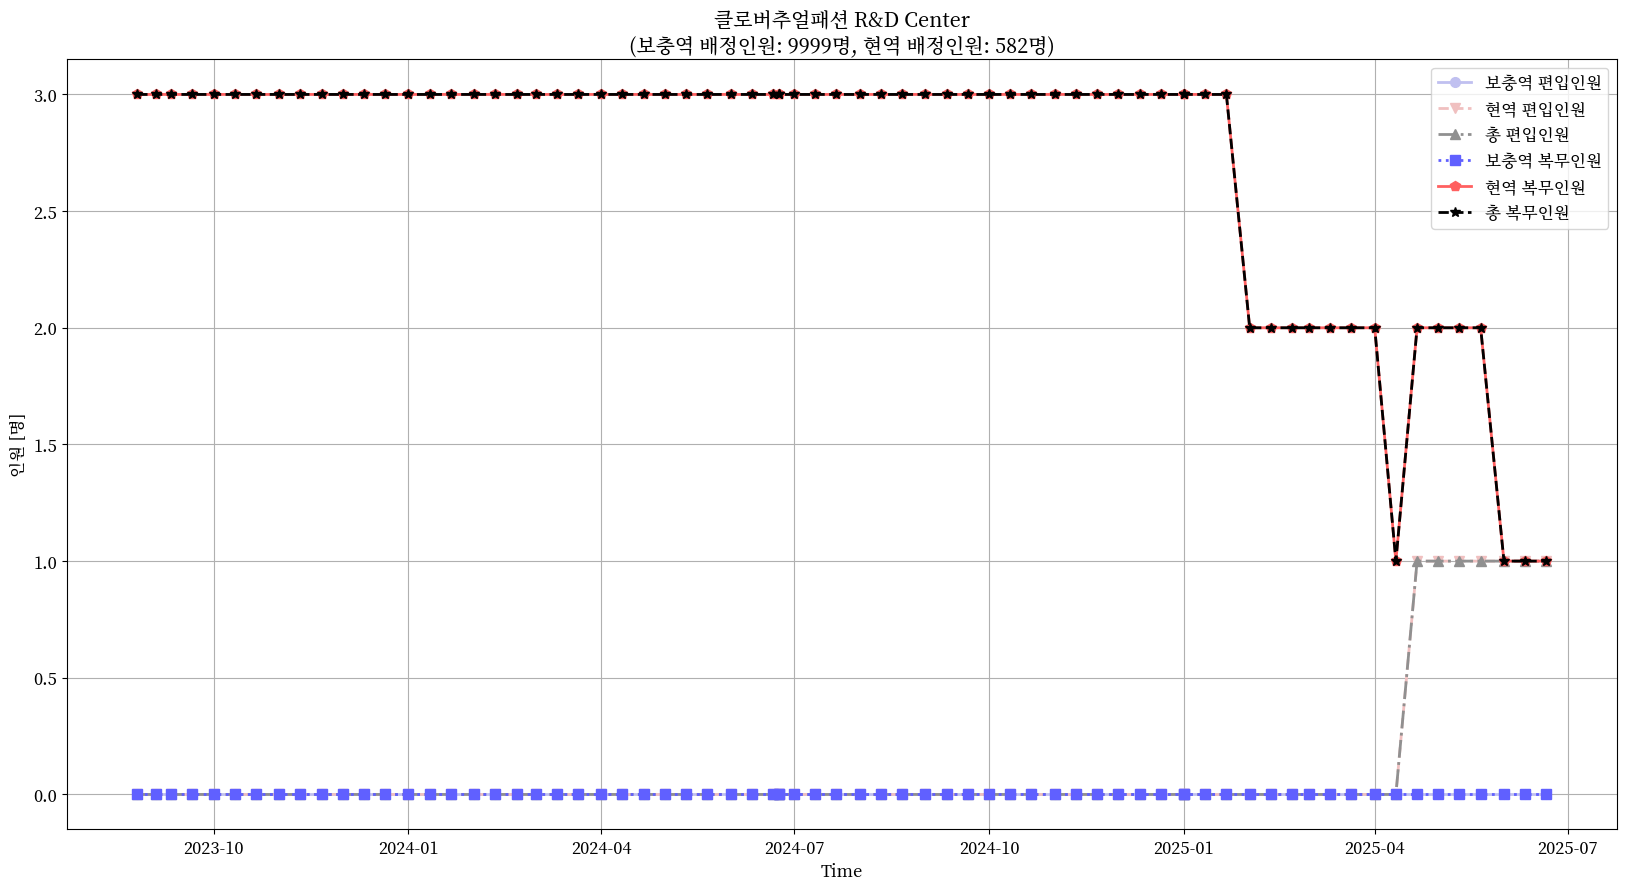 클로버추얼패션 R&D Center
(보충역 배정인원: 9999명, 현역 배정인원: 582명)
보충역 편입인원
현역 편입인원
총 편입인원
보충역 복무인원
현역 복무인원
총 복무인원
인원 [명]
3.0
2.5
2.0
1.5
1.0
0.5
0.0
2023-10
2024-01
2024-04
2024-07
2024-10
2025-01
2025-04
2025-07
Time